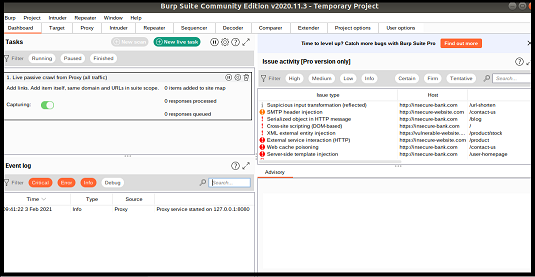 Burp Suite Community Edition v2020.11.3 - Temporary Project
Burp Project Intruder Repeater Window Help
Dashboard Target Proxy Intruder Repeater Sequencer Decoder Comparer Extender Project options User options
Tasks
New scan
New live task
Filter Running Paused Finished
1. Live passive crawl from Proxy (all traffic)
Add links. Add item itself, same domain and URLs in suite scope.
0 items added to site map
Capturing:
0 responses processed
0 responses queued
Event log
Filter Critical Error Info Debug Search...
Time Type Source
09:41:22 3 Feb 2021 Info Proxy Proxy service started on 127.0.0.1:8080
Time to level up? Catch more bugs with Burp Suite Pro Find out more
Issue activity [Pro version only]
Filter High Medium Low Info Certain Firm Tentative Search...
Issue type Host
Suspicious input transformation (reflected) http://insecure-bank.com /url-shorten
SMTP header injection http://insecure-bank.com /contact-us
Serialized object in HTTP message http://insecure-bank.com /blog
Cross-site scripting (DOM-based) http://insecure-bank.com /
XML external entity injection https://vulnerable-website.... /product/stock
External service interaction (HTTP) https://insecure-website.... /product
Web cache poisoning http://insecure-bank.com /contact-us
Server-side template injection http://insecure-bank.com /user-homepage
Advisory